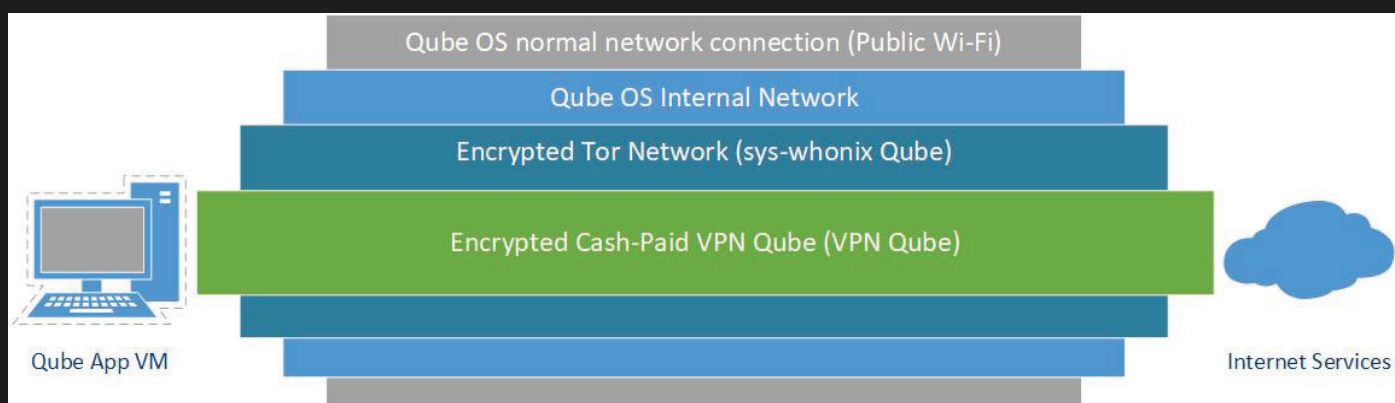 Qube OS normal network connection (Public Wi-Fi)
Qube OS Internal Network
Encrypted Tor Network (sys-whonix Qube)
Encrypted Cash-Paid VPN Qube (VPN Qube)
Qube App VM
Internet Services